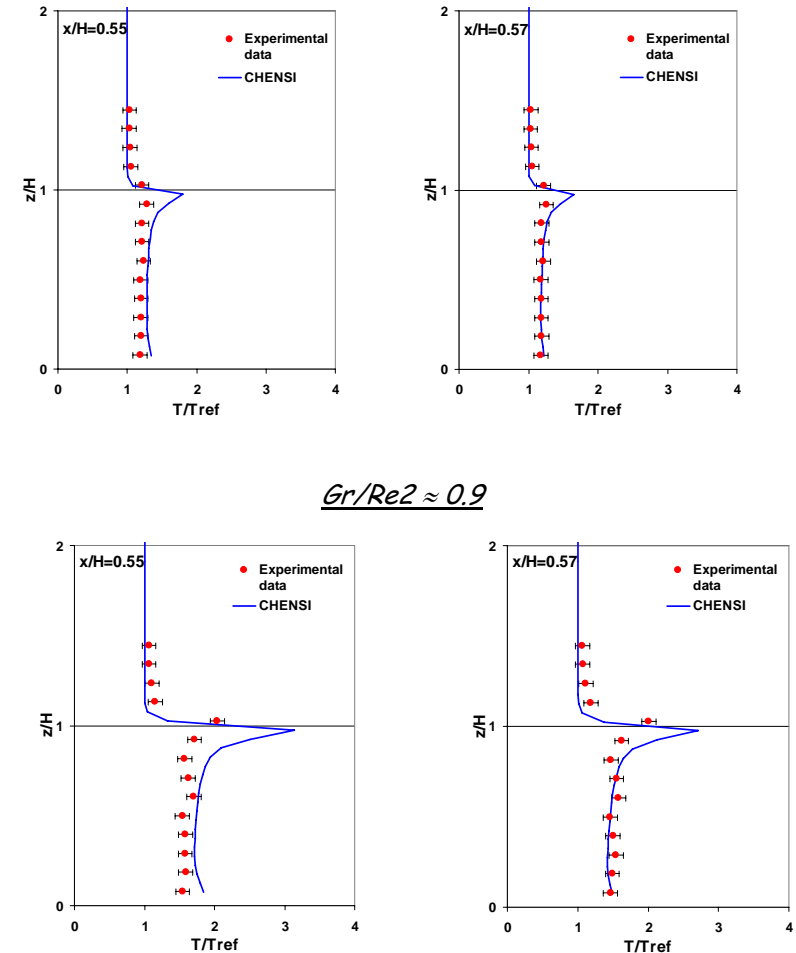 2
x/H=0.55
Experimental
data
CHENSI
z/H
1
0
0
1
2
3
4
T/Tref
2
x/H=0.57
Experimental
data
CHENSI
z/H
1
0
0
1
2
3
4
T/Tref
Gr/Re2 ≈ 0.9
2
x/H=0.55
Experimental
data
CHENSI
z/H
1
0
0
1
2
3
4
T/Tref
2
x/H=0.57
Experimental
data
CHENSI
z/H
1
0
0
1
2
3
4
T/Tref